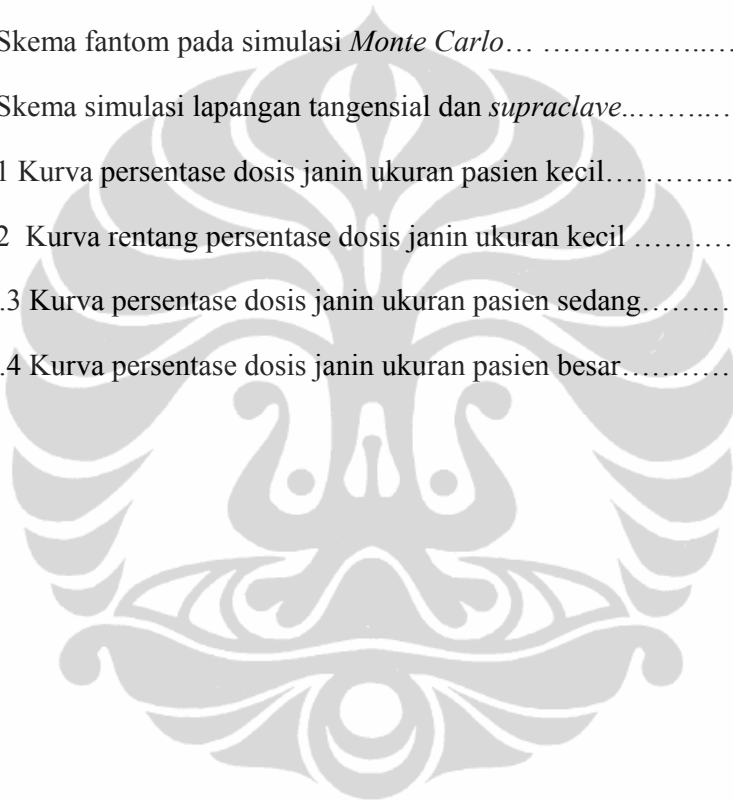 Skema fantom pada simulasi Monte Carlo… ……………..….
Skema simulasi lapangan tangensial dan supraclave..……..….
1 Kurva persentase dosis janin ukuran pasien kecil………….
2 Kurva rentang persentase dosis janin ukuran kecil …………
.3 Kurva persentase dosis janin ukuran pasien sedang………
.4 Kurva persentase dosis janin ukuran pasien besar…………